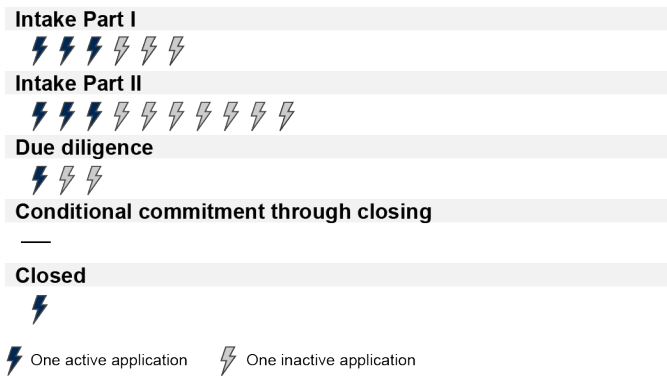 Intake Part I
Intake Part II
Due diligence
Conditional commitment through closing
—
Closed
One active application One inactive application